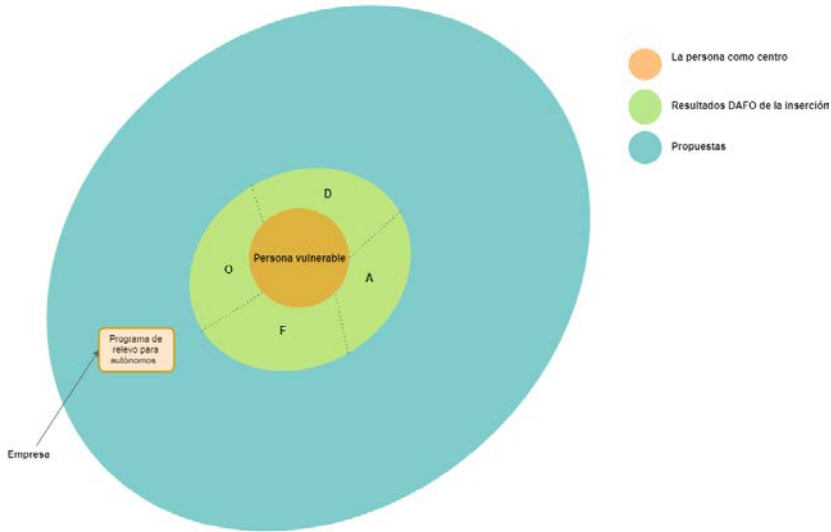 La persona como centro
Resultados DAFO de la inserción
Propuestas
D
Persona vulnerable
O
A
F
Programa de
relevo para
autónomos
Empresa